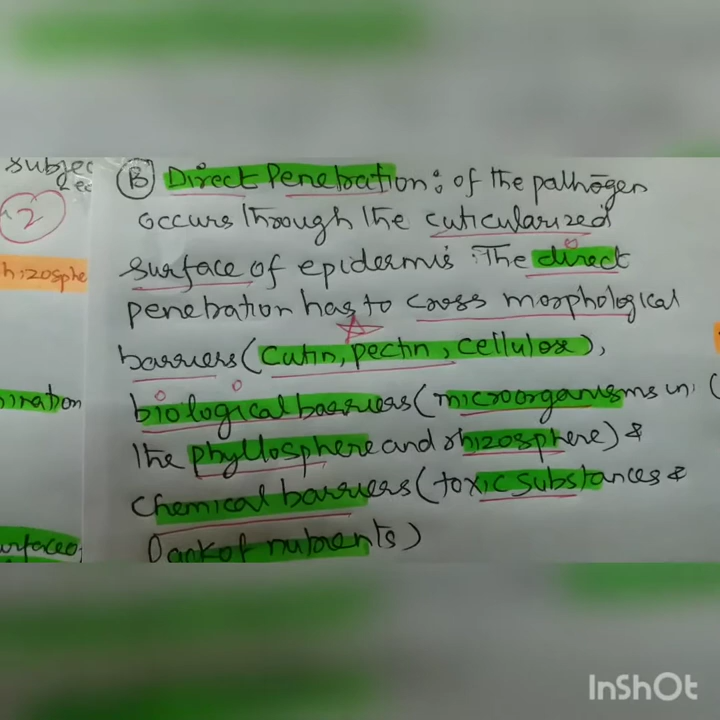 subjec
2
hizosphe
ination
urfaceo
(B) Direct Penetration: of the pathogen
occurs through the cuticularized
surface of epidermis. The direct
penetration has to cross morphological
barriers (cutin, pectin, cellulose),
biological barriers (microorganisms in
the phyllosphere and rhizosphere) &
chemical barriers (toxic substances &
lack of nutrients)
InShOt